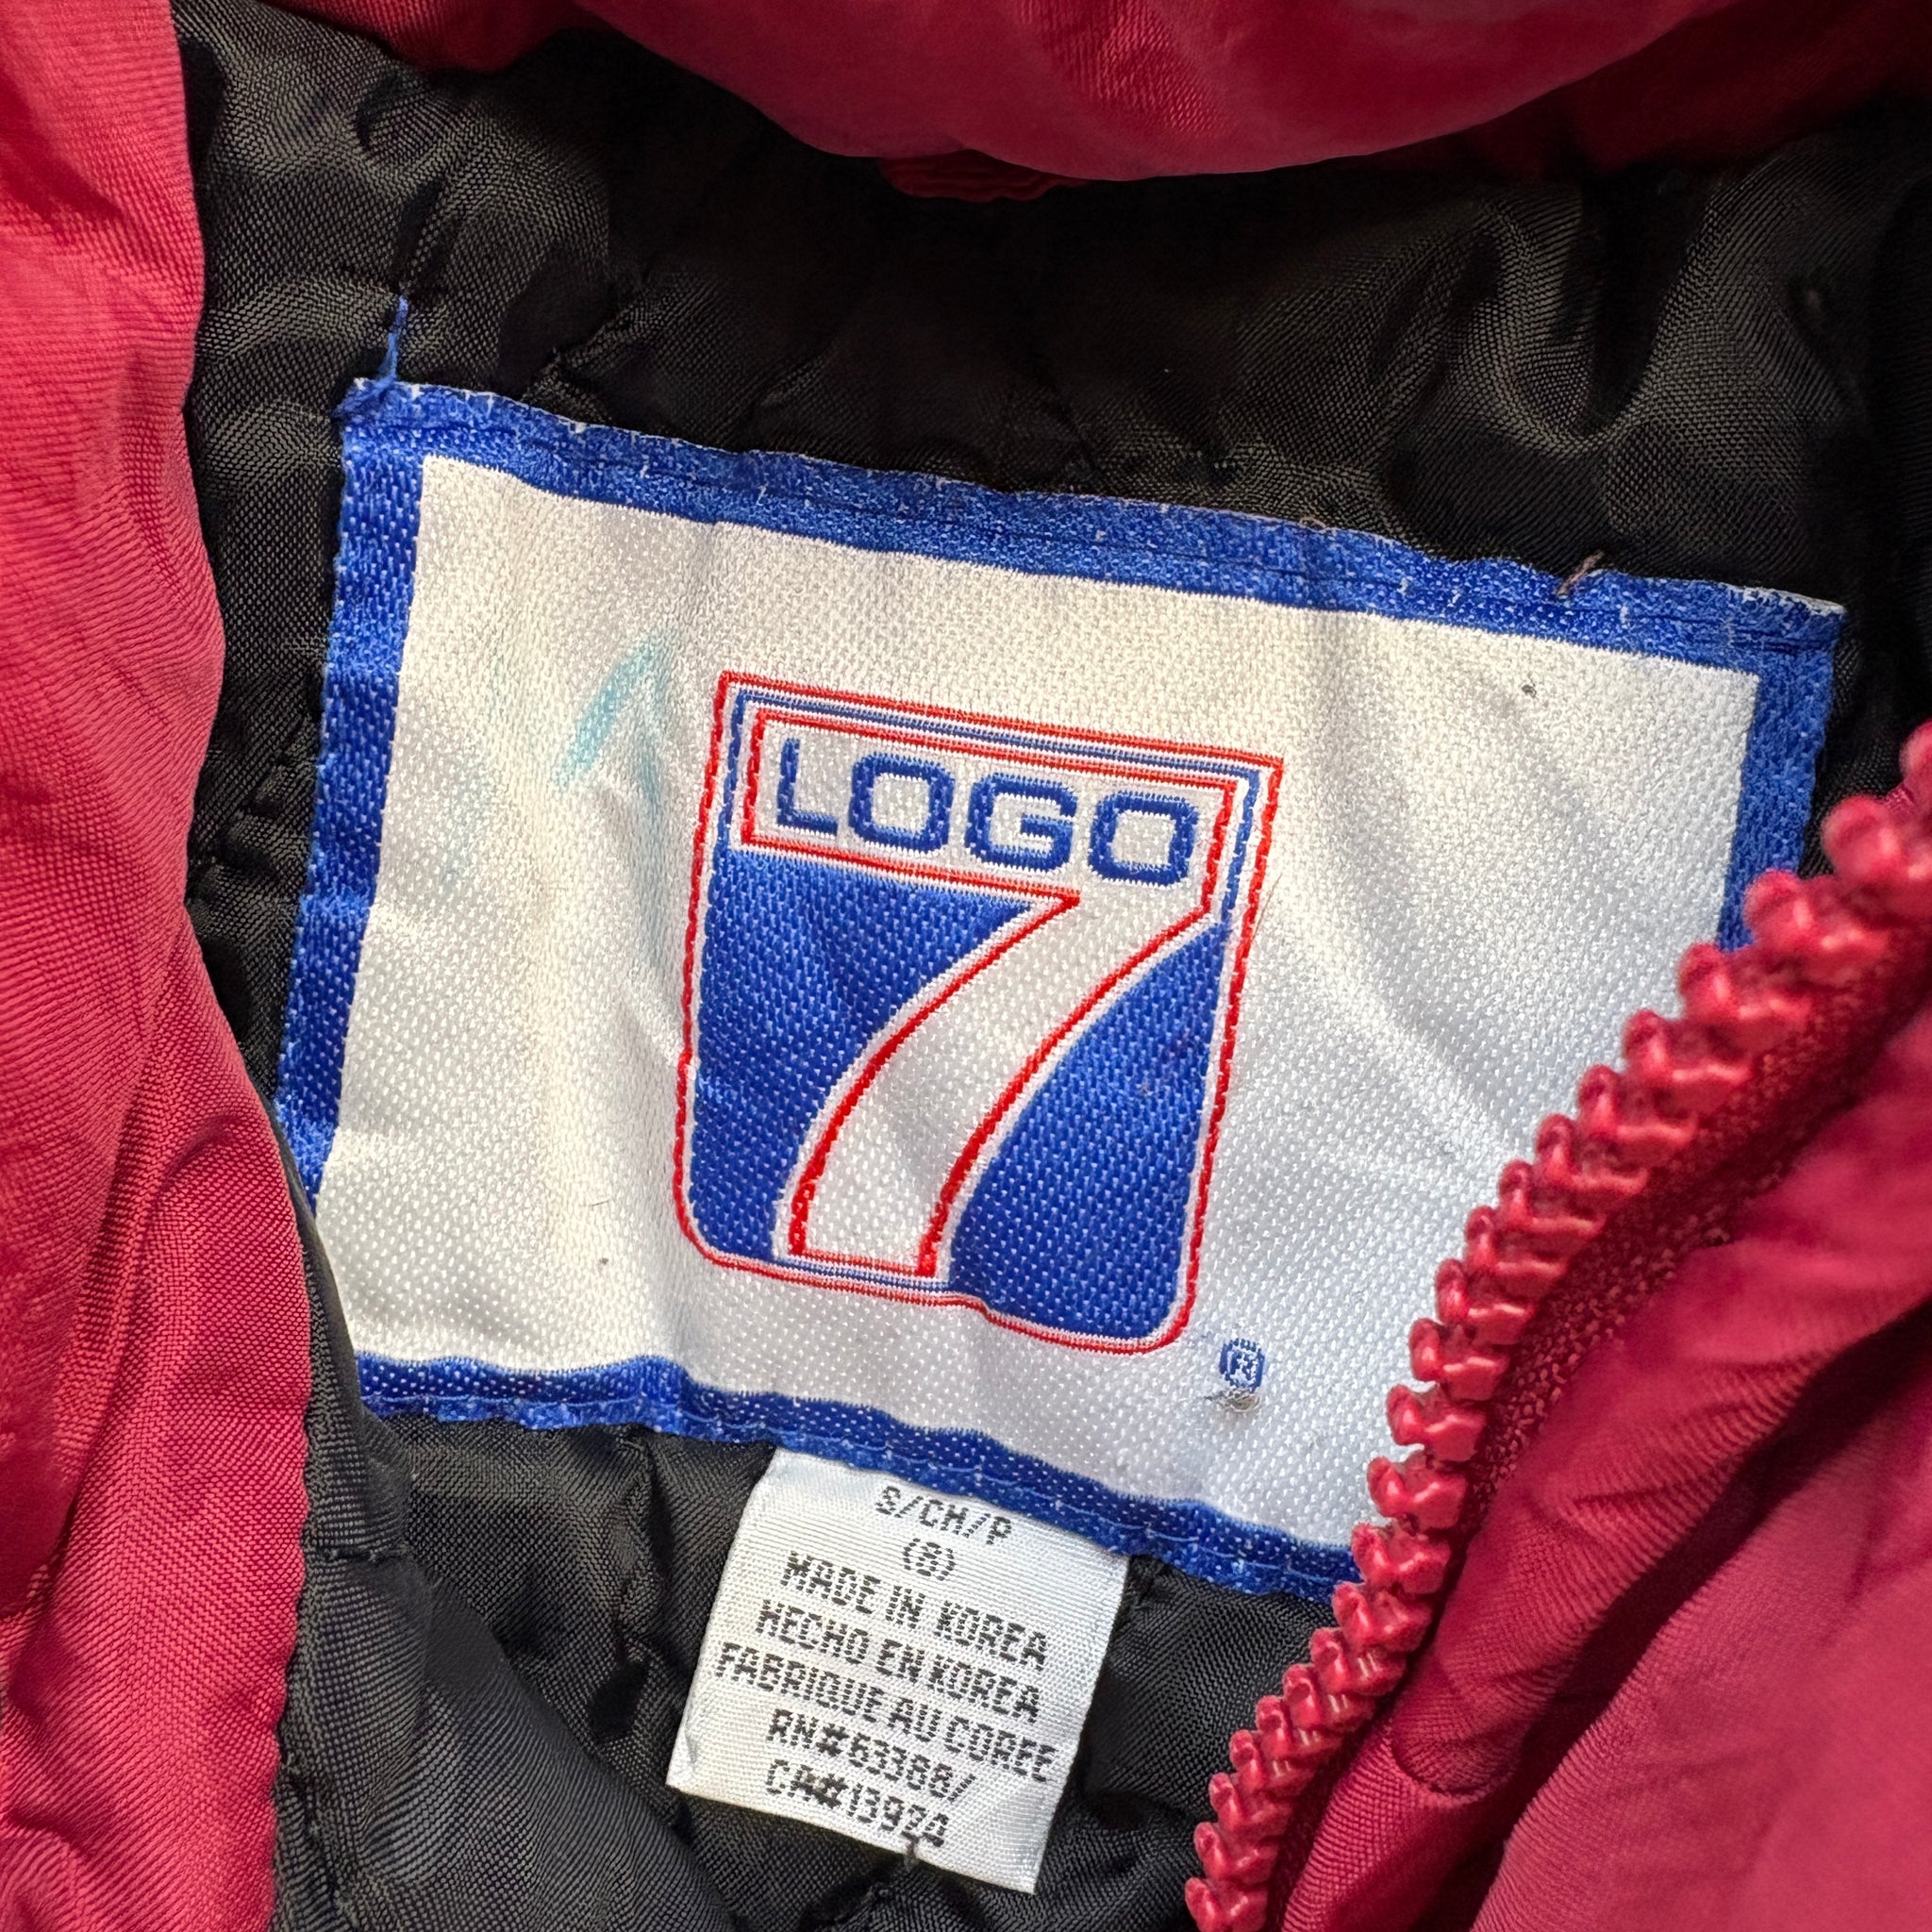 LOGO
7
S/CH/P
(8)
MADE IN KOREA
HECHO EN KOREA
FABRIQUE AU COREE
RN#63388/
CA#13924